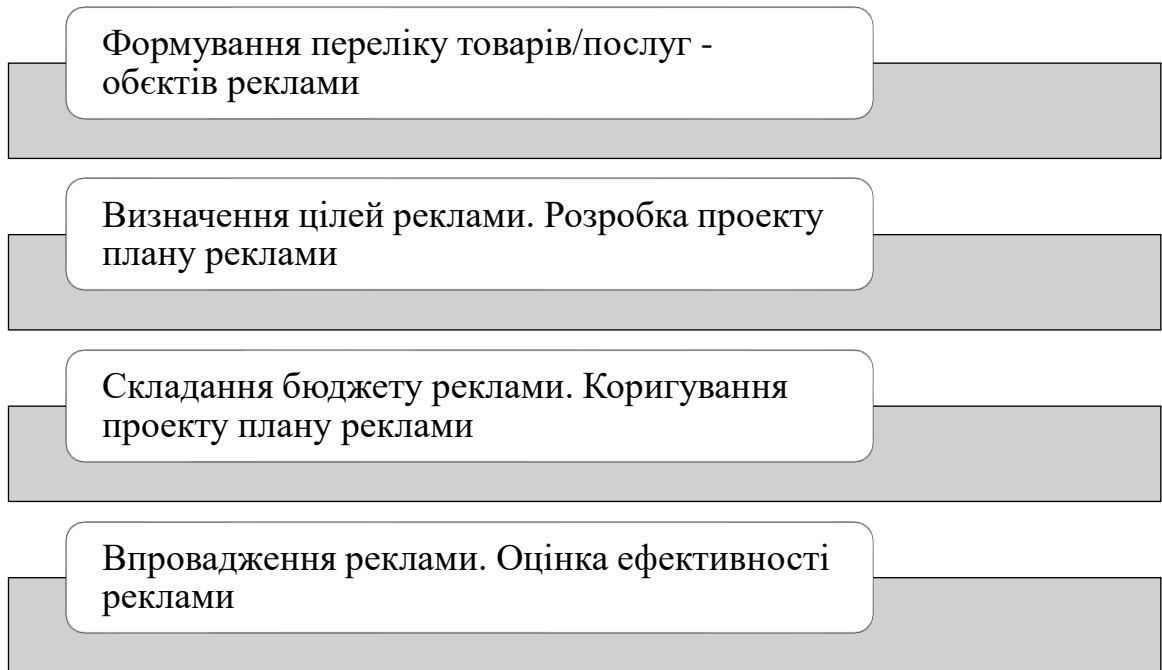 Формування переліку товарів/послуг -
обєктів реклами
Визначення цілей реклами. Розробка проекту
плану реклами
Складання бюджету реклами. Коригування
проекту плану реклами
Впровадження реклами. Оцінка ефективності
реклами